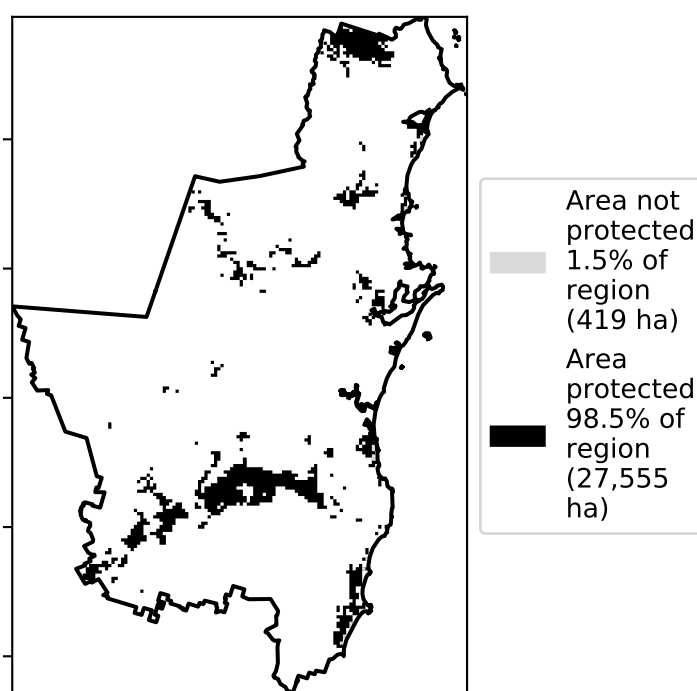 Area not
protected
1.5% of
region
(419 ha)
Area
protected
98.5% of
region
(27,555
ha)